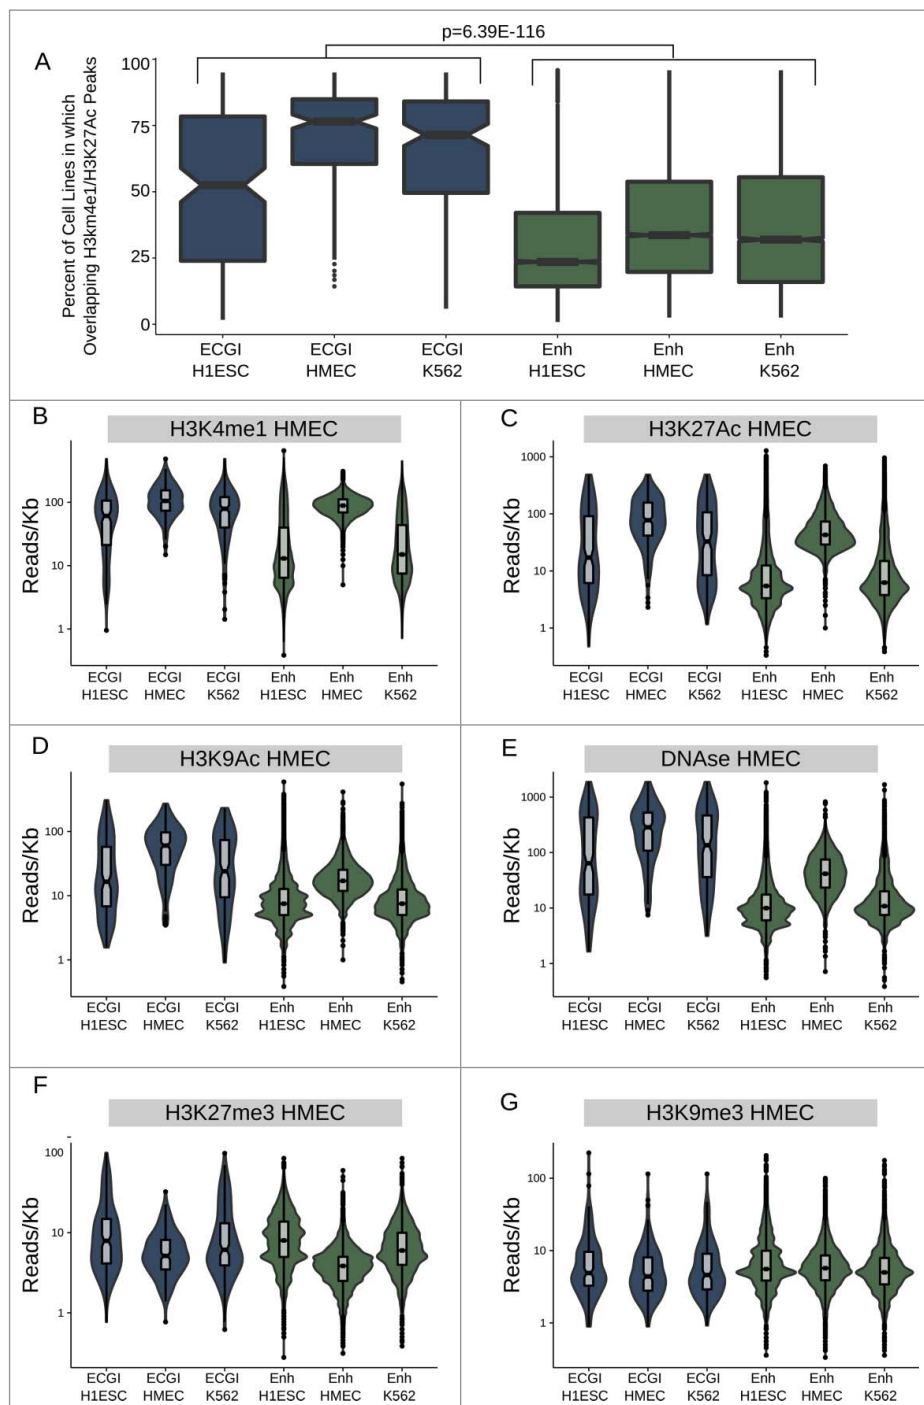 p=6.39E-116
A
Percent of Cell Lines in which
Overlapping H3km4e1/H3K27Ac Peaks
100
75
50
25
0
ECGI ECGI ECGI Enh Enh Enh
H1ESC HMEC K562 H1ESC HMEC K562
B
H3K4me1 HMEC
Reads/Kb
100
10
1
ECGI ECGI ECGI Enh Enh Enh
H1ESC HMEC K562 H1ESC HMEC K562
C
H3K27Ac HMEC
Reads/Kb
1000
100
10
1
ECGI ECGI ECGI Enh Enh Enh
H1ESC HMEC K562 H1ESC HMEC K562
D
H3K9Ac HMEC
Reads/Kb
100
10
1
ECGI ECGI ECGI Enh Enh Enh
H1ESC HMEC K562 H1ESC HMEC K562
E
DNAse HMEC
Reads/Kb
1000
100
10
1
ECGI ECGI ECGI Enh Enh Enh
H1ESC HMEC K562 H1ESC HMEC K562
F
H3K27me3 HMEC
Reads/Kb
100
10
1
ECGI ECGI ECGI Enh Enh Enh
H1ESC HMEC K562 H1ESC HMEC K562
G
H3K9me3 HMEC
Reads/Kb
100
10
1
ECGI ECGI ECGI Enh Enh Enh
H1ESC HMEC K562 H1ESC HMEC K562